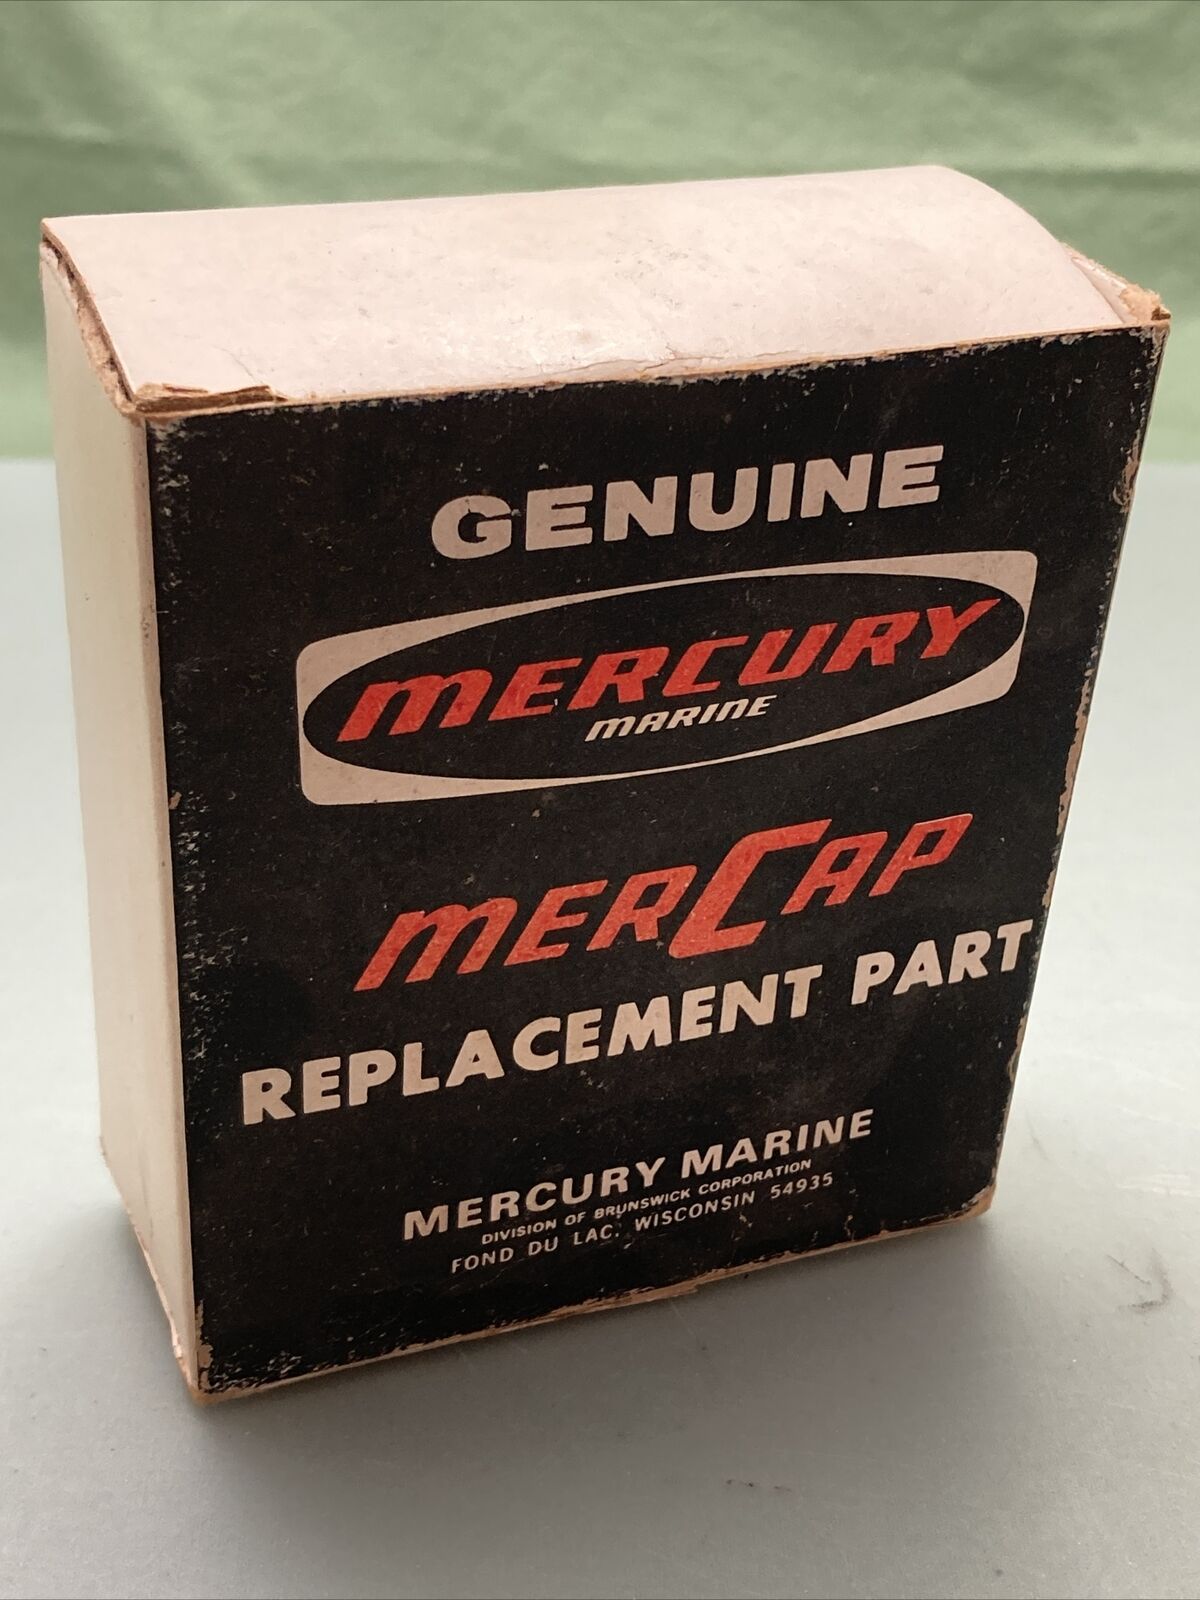 GENUINE
MERCURY
MARINE
MERCAP
REPLACEMENT PART
MERCURY MARINE
DIVISION OF BRUNSWICK CORPORATION
FOND DU LAC, WISCONSIN 54935